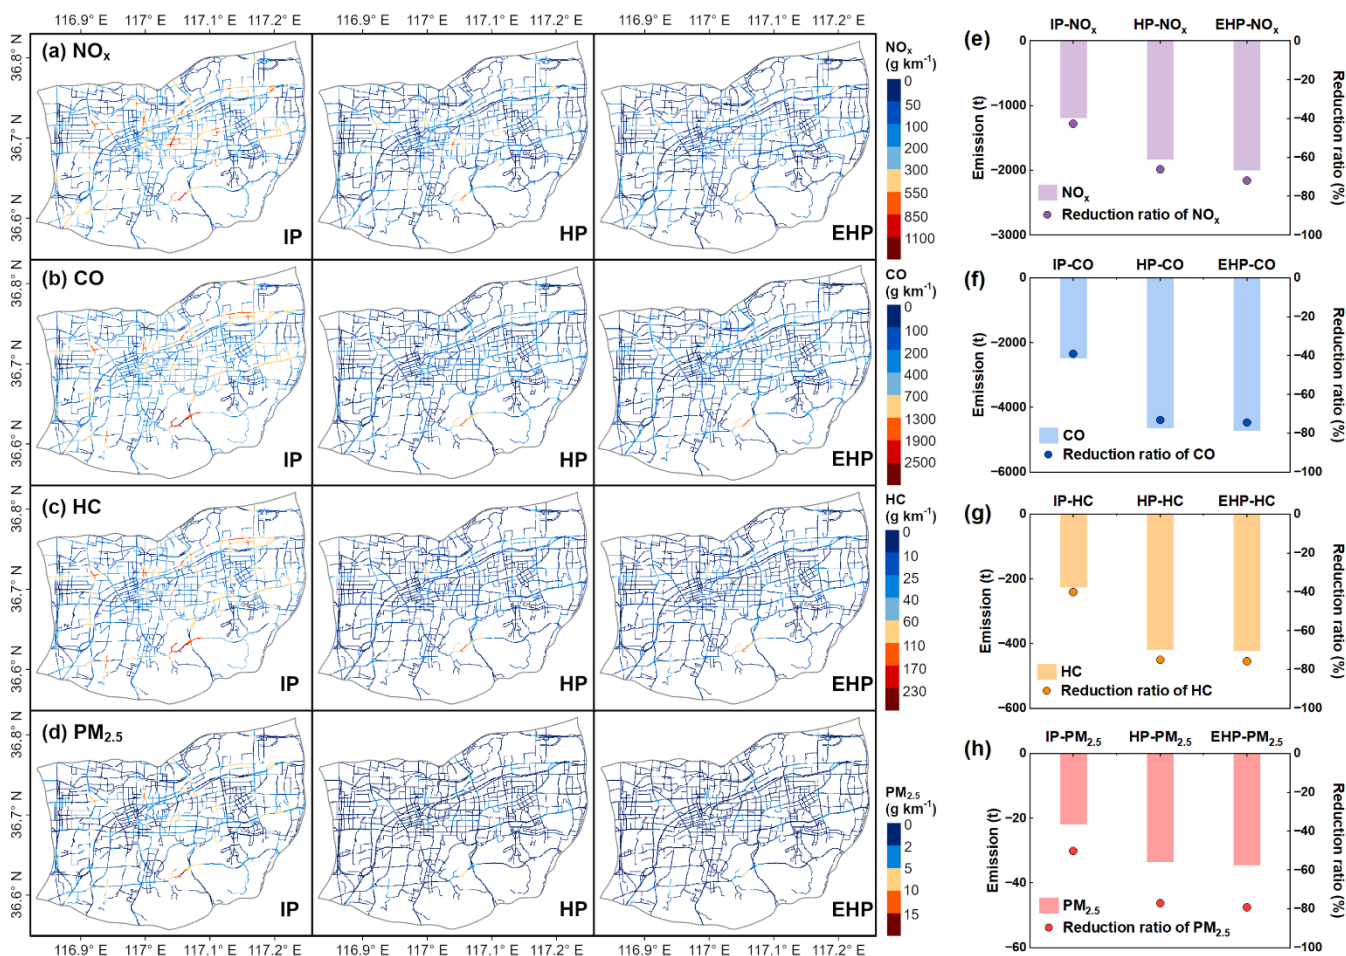 116.9° E 117° E 117.1° E 117.2° E 116.9° E 117° E 117.1° E 117.2° E 116.9° E 117° E 117.1° E 117.2° E
(a) NOₓ
36.8° N
36.7° N
36.6° N
IP
HP
EHP
NOₓ
(g km⁻¹)
0
50
100
200
300
550
850
1100
(b) CO
36.8° N
36.7° N
36.6° N
IP
HP
EHP
CO
(g km⁻¹)
0
100
200
400
700
1300
1900
2500
(c) HC
36.8° N
36.7° N
36.6° N
IP
HP
EHP
HC
(g km⁻¹)
0
10
25
40
60
110
170
230
(d) PM₂.₅
36.8° N
36.7° N
36.6° N
IP
HP
EHP
PM₂.₅
(g km⁻¹)
0
2
5
10
15
116.9° E 117° E 117.1° E 117.2° E 116.9° E 117° E 117.1° E 117.2° E 116.9° E 117° E 117.1° E 117.2° E
(e)
IP-NOₓ HP-NOₓ EHP-NOₓ
0
−1000
−2000
−3000
Emission (t)
0
−20
−40
−60
−80
−100
Reduction ratio (%)
NOₓ
Reduction ratio of NOₓ
(f)
IP-CO HP-CO EHP-CO
0
−2000
−4000
−6000
Emission (t)
0
−20
−40
−60
−80
−100
Reduction ratio (%)
CO
Reduction ratio of CO
(g)
IP-HC HP-HC EHP-HC
0
−200
−400
−600
Emission (t)
0
−20
−40
−60
−80
−100
Reduction ratio (%)
HC
Reduction ratio of HC
(h)
IP-PM₂.₅ HP-PM₂.₅ EHP-PM₂.₅
0
−20
−40
−60
Emission (t)
0
−20
−40
−60
−80
−100
Reduction ratio (%)
PM₂.₅
Reduction ratio of PM₂.₅